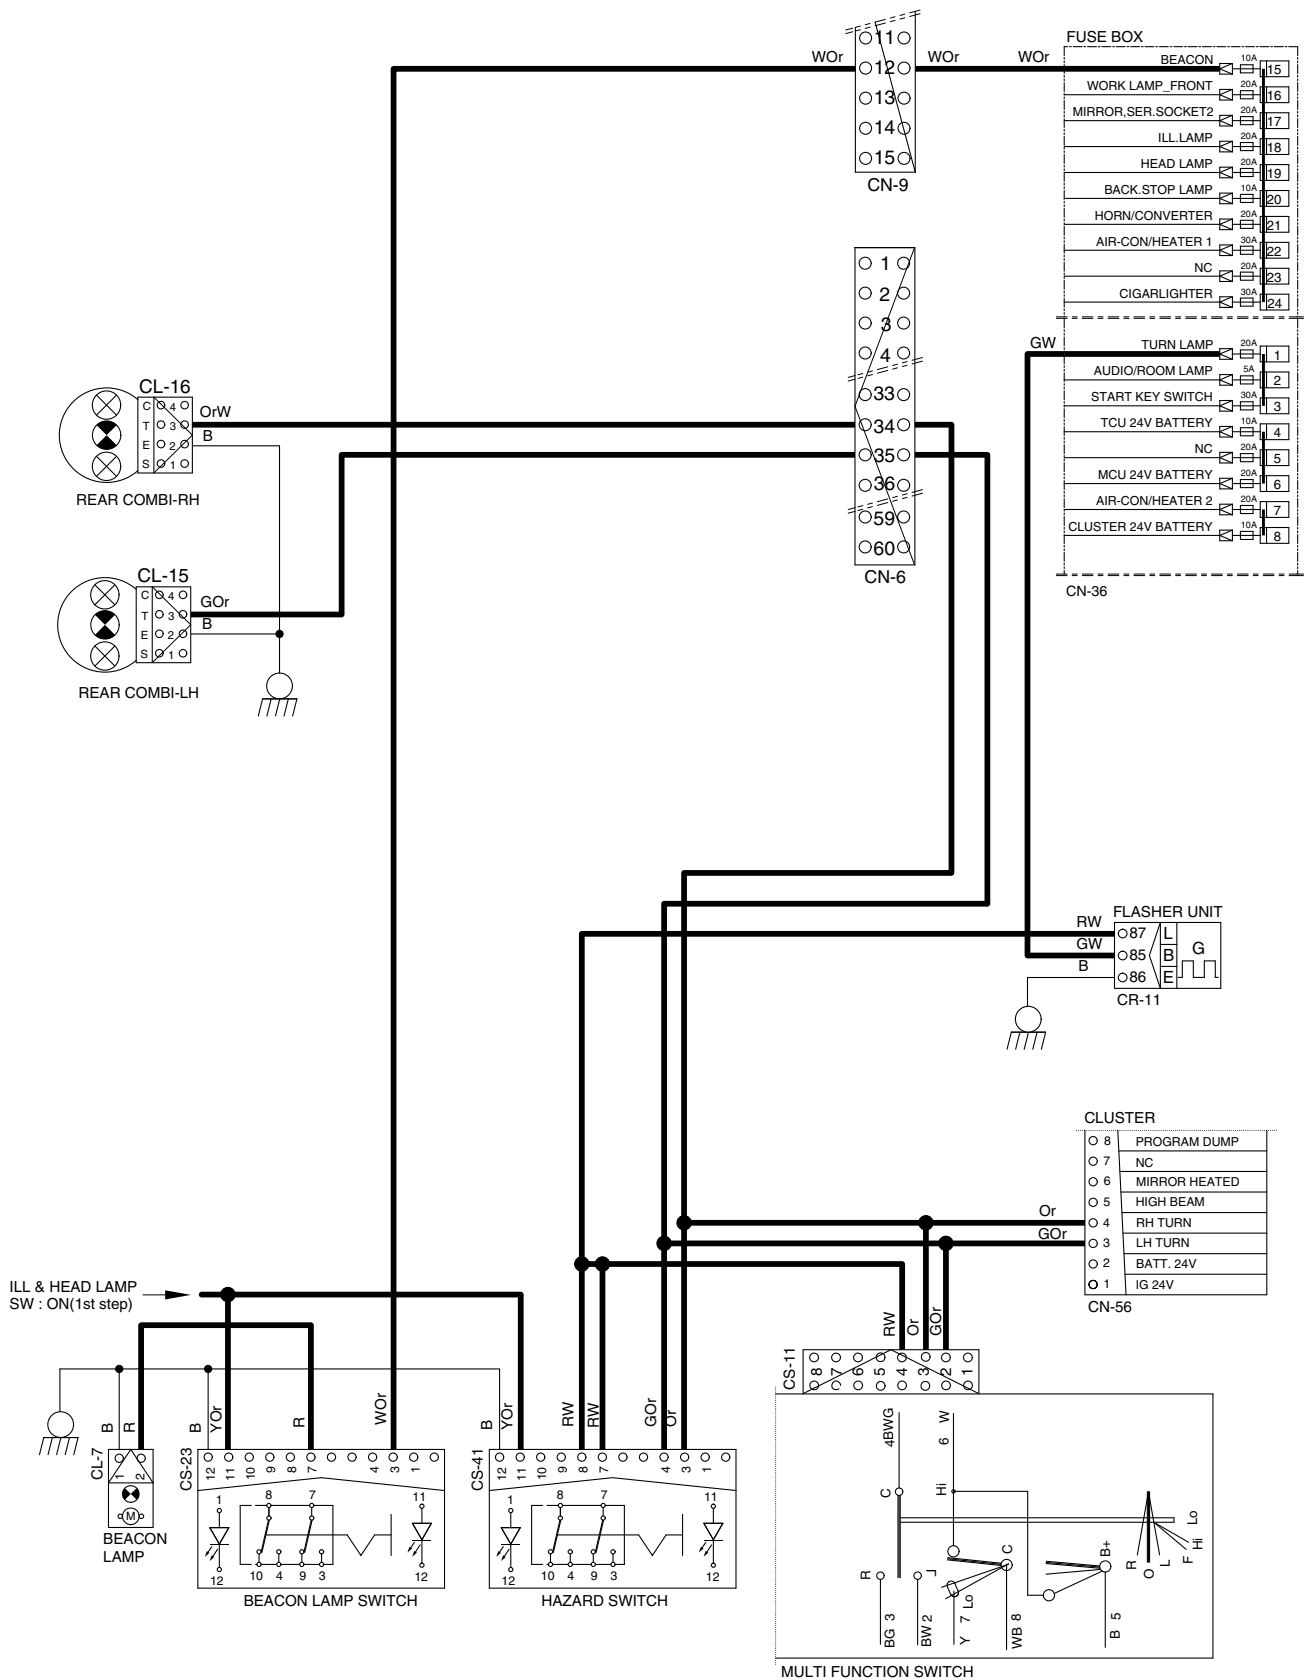 FUSE BOX
BEACON 10A 15
WORK LAMP_FRONT 20A 16
MIRROR,SER.SOCKET2 20A 17
ILL.LAMP 20A 18
HEAD LAMP 20A 19
BACK.STOP LAMP 10A 20
HORN/CONVERTER 20A 21
AIR-CON/HEATER 1 30A 22
NC 20A 23
CIGARLIGHTER 30A 24
TURN LAMP 20A 1
AUDIO/ROOM LAMP 5A 2
START KEY SWITCH 30A 3
TCU 24V BATTERY 10A 4
NC 20A 5
MCU 24V BATTERY 20A 6
AIR-CON/HEATER 2 20A 7
CLUSTER 24V BATTERY 10A 8
CN-36
WOr WOr WOr
GW
11
12
13
14
15
CN-9
1
2
3
4
33
34
35
36
59
60
CN-6
CL-16
C 4
T 3
E 2
S 1
OrW
B
REAR COMBI-RH
CL-15
C 4
T 3
E 2
S 1
GOr
B
REAR COMBI-LH
FLASHER UNIT
RW 87 L
GW 85 B
B 86 E
G
CR-11
CLUSTER
8 PROGRAM DUMP
7 NC
6 MIRROR HEATED
5 HIGH BEAM
Or 4 RH TURN
GOr 3 LH TURN
2 BATT. 24V
1 IG 24V
CN-56
ILL & HEAD LAMP
SW : ON(1st step)
B R
CL-7
1 2
M
BEACON
LAMP
B YOr R WOr
CS-23
12 11 10 9 8 7 4 3 1
1 8 7 11
12 10 4 9 3 12
BEACON LAMP SWITCH
B YOr RW RW GOr Or
CS-41
12 11 10 9 8 7 4 3 1
1 8 7 11
12 10 4 9 3 12
HAZARD SWITCH
RW Or GOr
CS-11
8 7 6 5 4 3 2 1
4BWG
6 W
C
Hi
R
L
C
Lo
B+
R
O
L
F
Hi
Lo
BG 3
BW 2
Y 7
WB 8
B 5
MULTI FUNCTION SWITCH